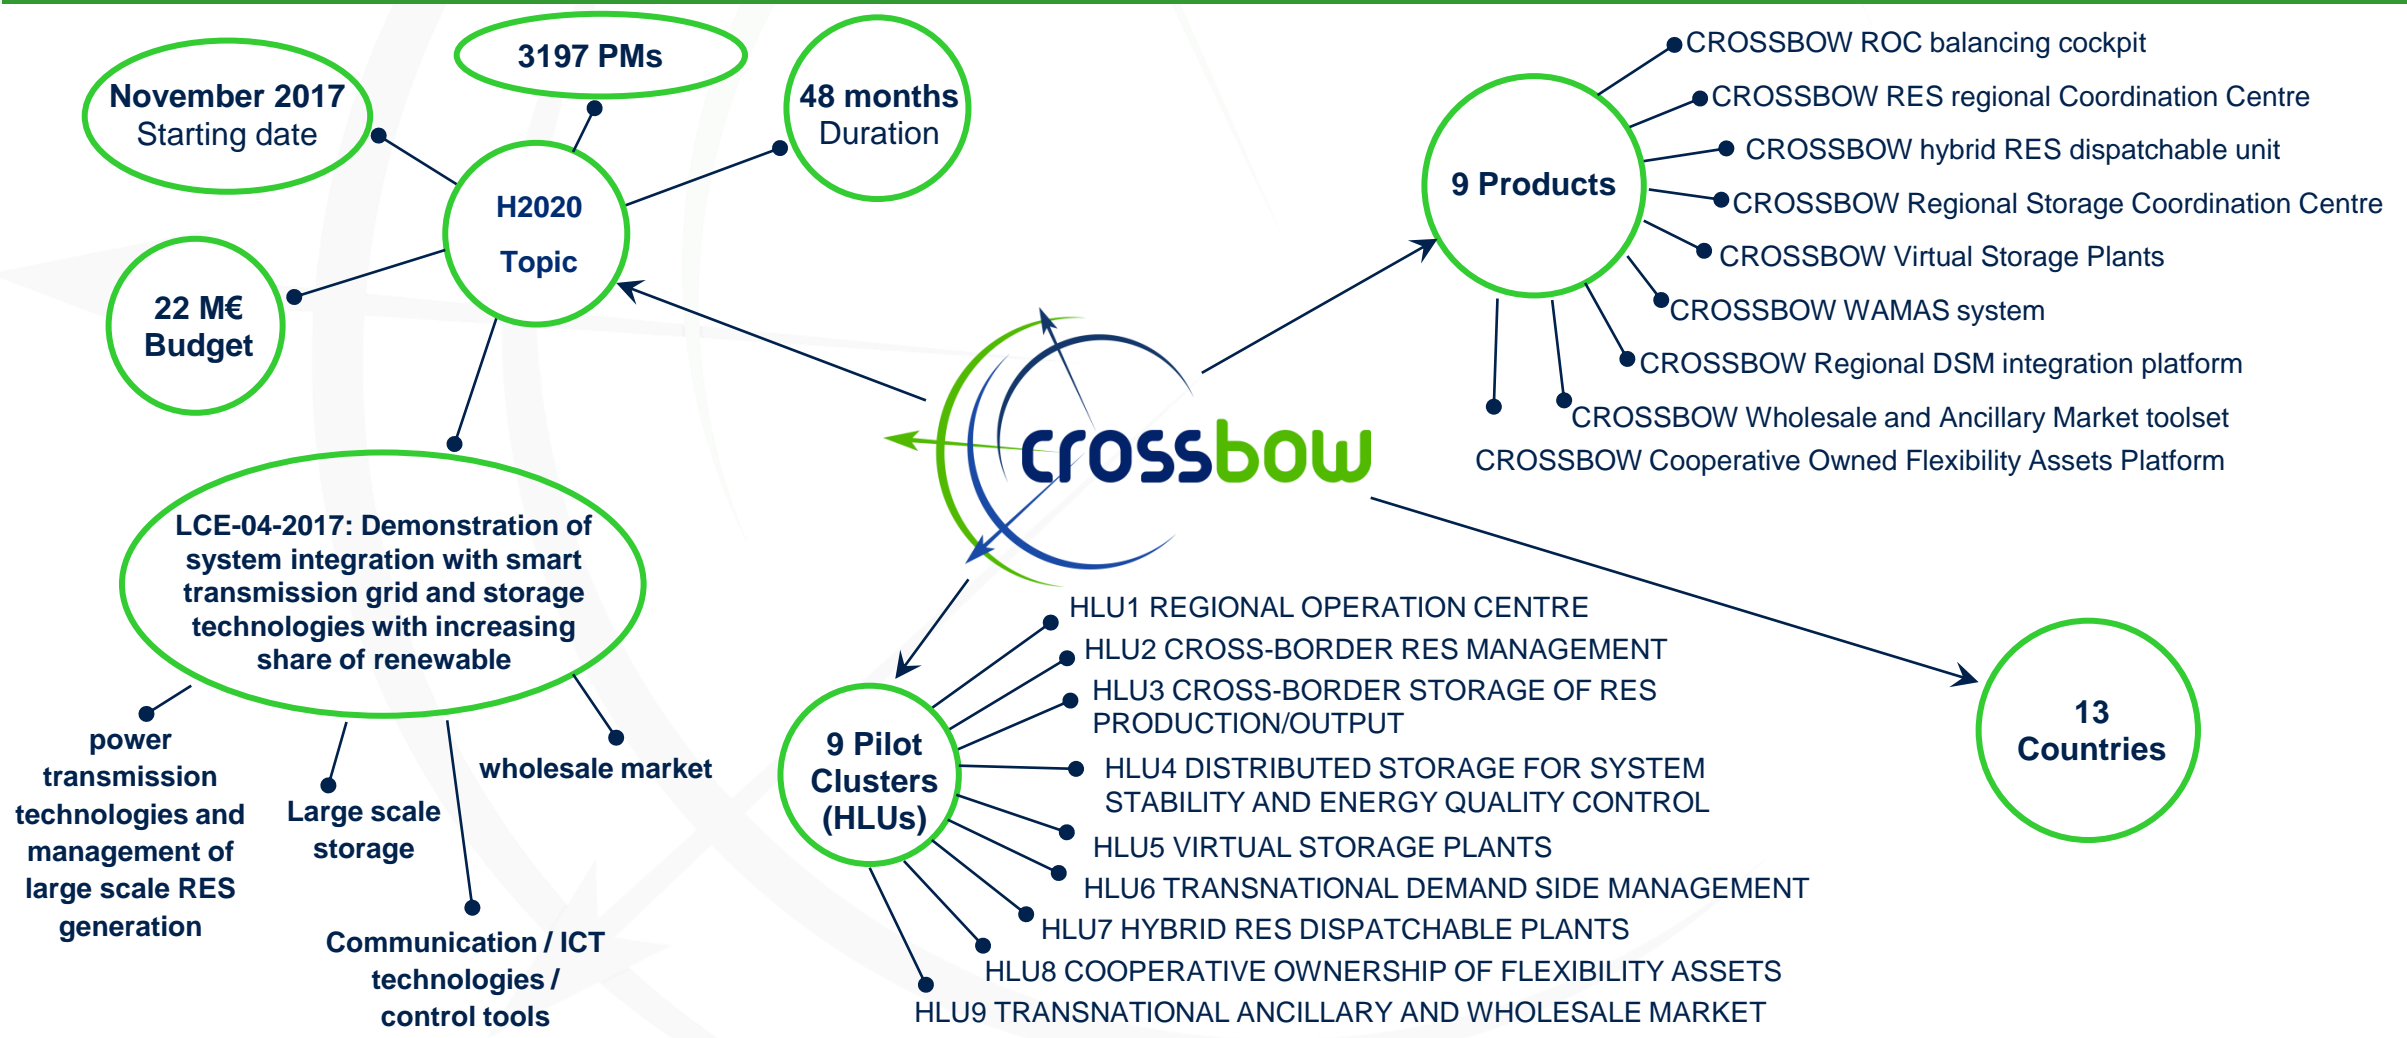 November 2017
Starting date
3197 PMs
48 months
Duration
H2020
Topic
22 M€
Budget
LCE-04-2017: Demonstration of
system integration with smart
transmission grid and storage
technologies with increasing
share of renewable
power
transmission
technologies and
management of
large scale RES
generation
Large scale
storage
Communication / ICT
technologies /
control tools
wholesale market
crossbow
9 Products
CROSSBOW ROC balancing cockpit
CROSSBOW RES regional Coordination Centre
CROSSBOW hybrid RES dispatchable unit
CROSSBOW Regional Storage Coordination Centre
CROSSBOW Virtual Storage Plants
CROSSBOW WAMAS system
CROSSBOW Regional DSM integration platform
CROSSBOW Wholesale and Ancillary Market toolset
CROSSBOW Cooperative Owned Flexibility Assets Platform
9 Pilot
Clusters
(HLUs)
HLU1 REGIONAL OPERATION CENTRE
HLU2 CROSS-BORDER RES MANAGEMENT
HLU3 CROSS-BORDER STORAGE OF RES
PRODUCTION/OUTPUT
HLU4 DISTRIBUTED STORAGE FOR SYSTEM
STABILITY AND ENERGY QUALITY CONTROL
HLU5 VIRTUAL STORAGE PLANTS
HLU6 TRANSNATIONAL DEMAND SIDE MANAGEMENT
HLU7 HYBRID RES DISPATCHABLE PLANTS
HLU8 COOPERATIVE OWNERSHIP OF FLEXIBILITY ASSETS
HLU9 TRANSNATIONAL ANCILLARY AND WHOLESALE MARKET
13
Countries